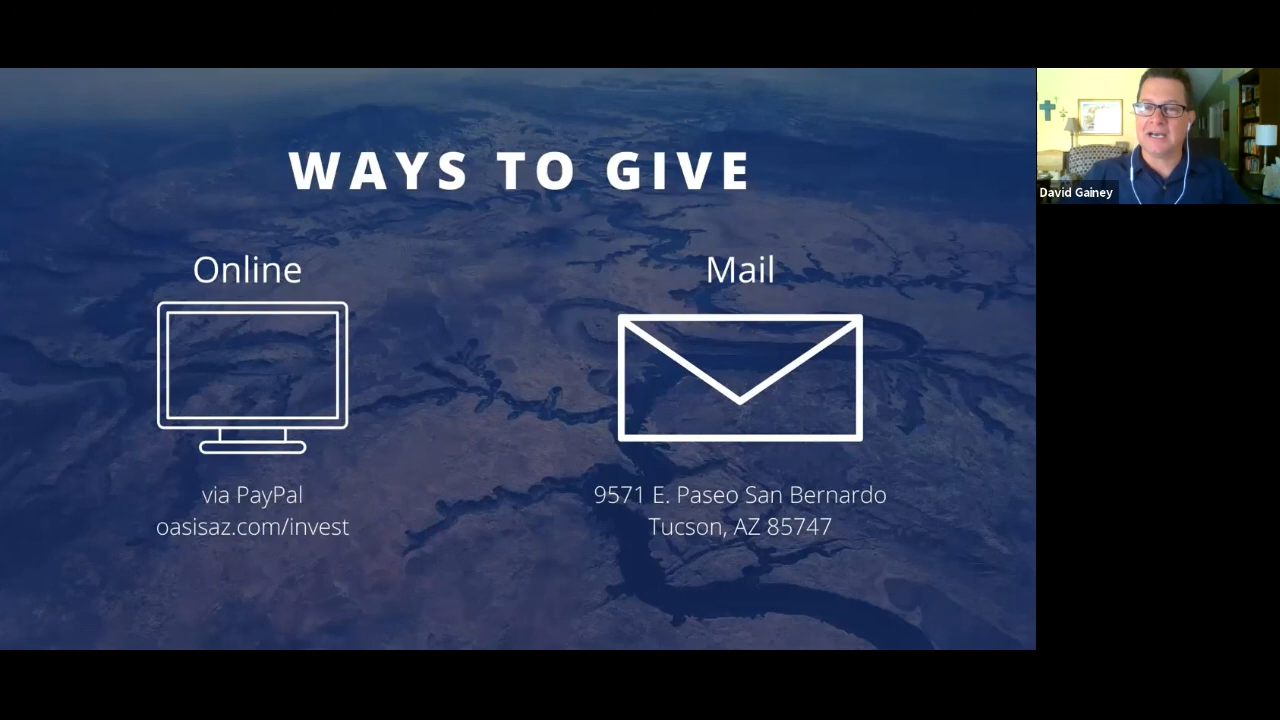 WAYS TO GIVE
Online
Mail
via PayPal
oasisaz.com/invest
9571 E. Paseo San Bernardo
Tucson, AZ 85747
David Gainey